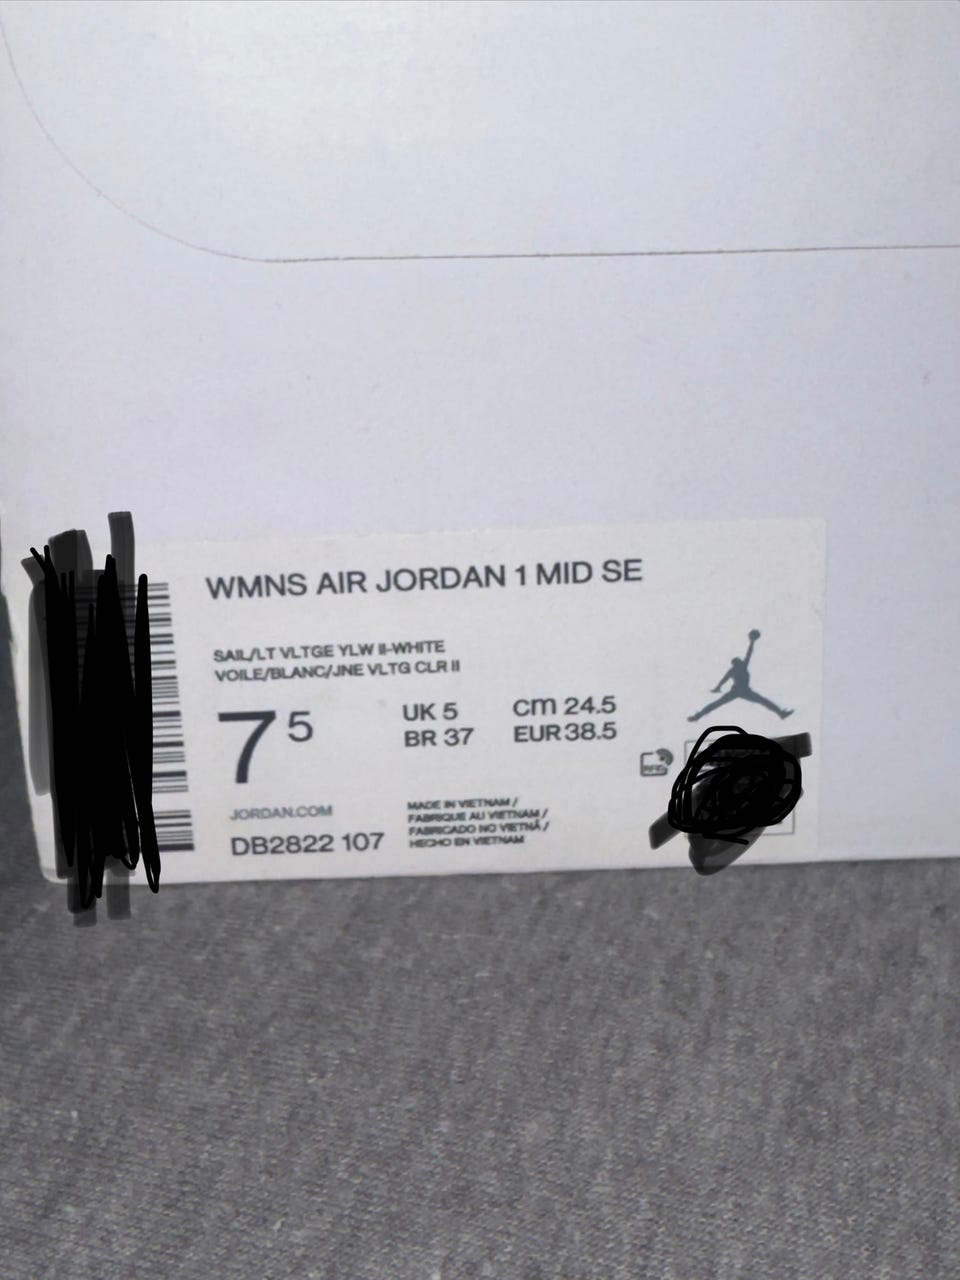 WMNS AIR JORDAN 1 MID SE
SAIL/LT VLTGE YLW II-WHITE
VOILE/BLANC/JNE VLTG CLR II
7 5
UK 5
BR 37
cm 24.5
EUR 38.5
RFID
JORDAN.COM
DB2822 107
MADE IN VIETNAM /
FABRIQUE AU VIETNAM /
FABRICADO NO VIETNÃ /
HECHO EN VIETNAM